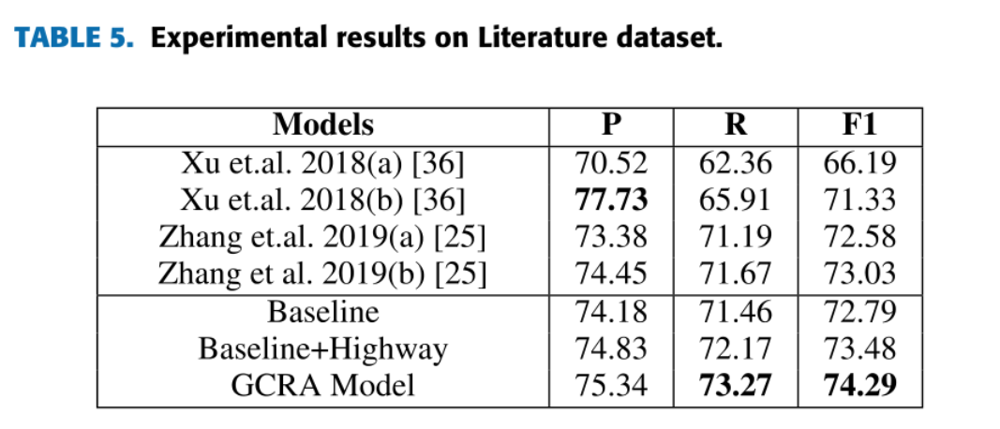 TABLE 5. Experimental results on Literature dataset.
Models P R F1
Xu et.al. 2018(a) [36] 70.52 62.36 66.19
Xu et.al. 2018(b) [36] 77.73 65.91 71.33
Zhang et.al. 2019(a) [25] 73.38 71.19 72.58
Zhang et al. 2019(b) [25] 74.45 71.67 73.03
Baseline 74.18 71.46 72.79
Baseline+Highway 74.83 72.17 73.48
GCRA Model 75.34 73.27 74.29